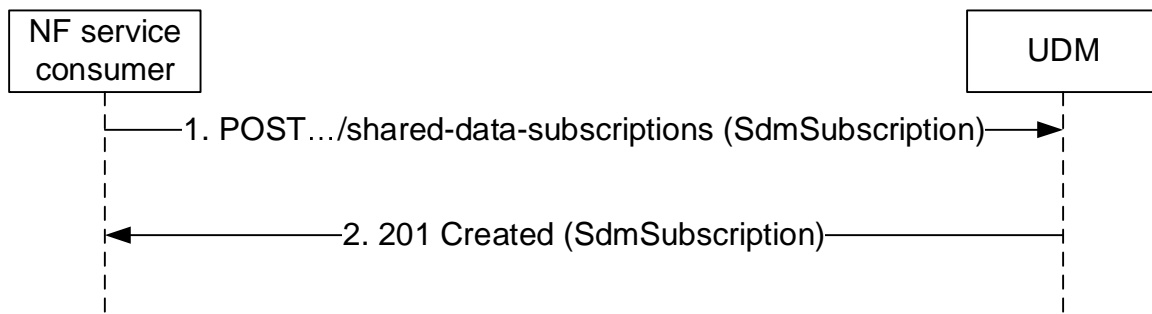 NF service
consumer
UDM
1. POST…/shared-data-subscriptions (SdmSubscription)
2. 201 Created (SdmSubscription)